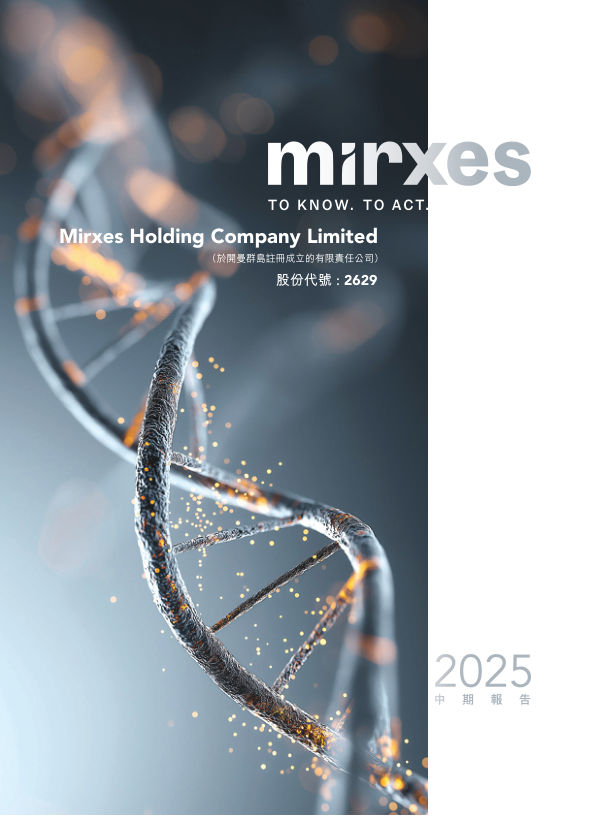 mirxes
TO KNOW. TO ACT.
Mirxes Holding Company Limited
（於開曼群島註冊成立的有限責任公司）
股份代號 : 2629
2025
中期報告